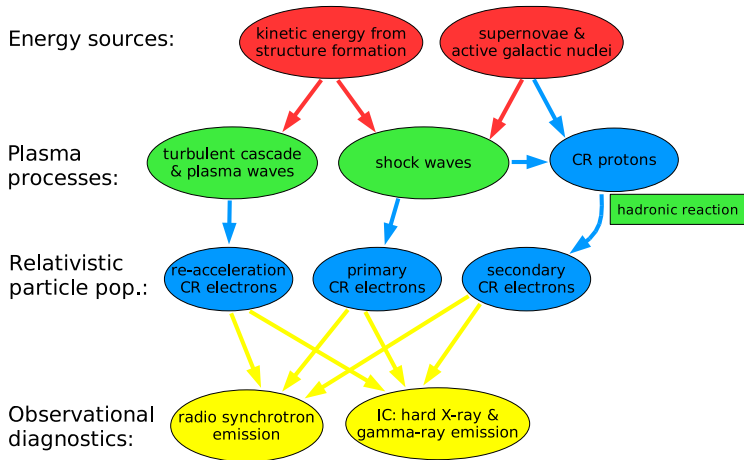 Energy sources:
kinetic energy from
structure formation
supernovae &
active galactic nuclei
Plasma
processes:
turbulent cascade
& plasma waves
shock waves
CR protons
hadronic reaction
Relativistic
particle pop.:
re-acceleration
CR electrons
primary
CR electrons
secondary
CR electrons
Observational
diagnostics:
radio synchrotron
emission
IC: hard X-ray &
gamma-ray emission